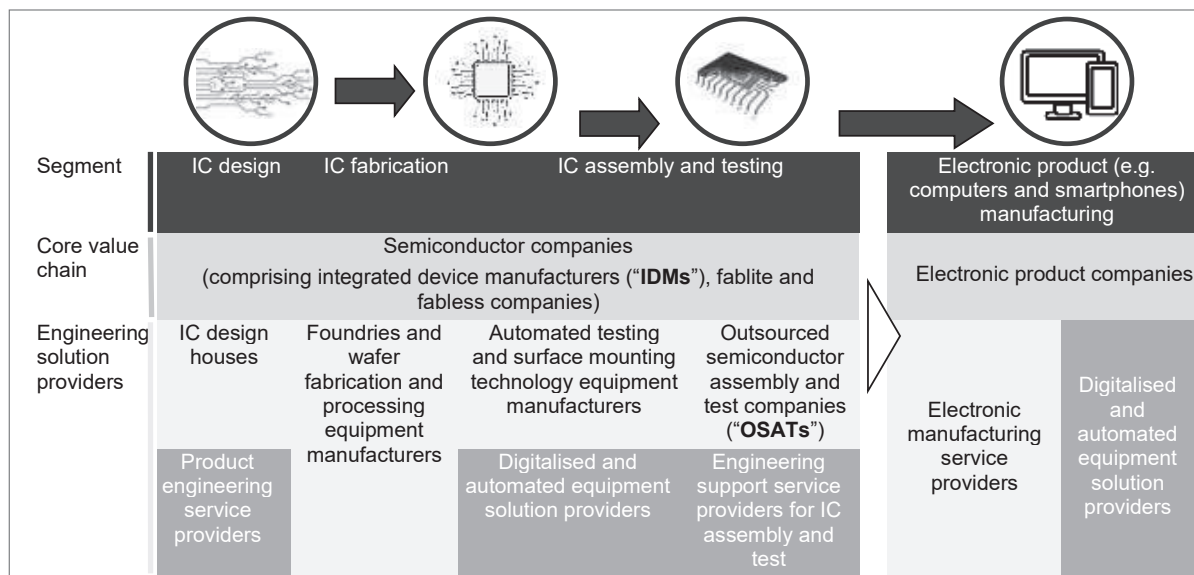 Segment
IC design
IC fabrication
IC assembly and testing
Electronic product (e.g.
computers and smartphones)
manufacturing
Core value
chain
Semiconductor companies
(comprising integrated device manufacturers (“IDMs”), fablite and
fabless companies)
Electronic product companies
Engineering
solution
providers
IC design
houses
Foundries and
wafer
fabrication and
processing
equipment
manufacturers
Automated testing
and surface mounting
technology equipment
manufacturers
Outsourced
semiconductor
assembly and
test companies
(“OSATs”)
Product
engineering
service
providers
Digitalised and
automated equipment
solution providers
Engineering
support service
providers for IC
assembly and
test
Electronic
manufacturing
service
providers
Digitalised
and
automated
equipment
solution
providers